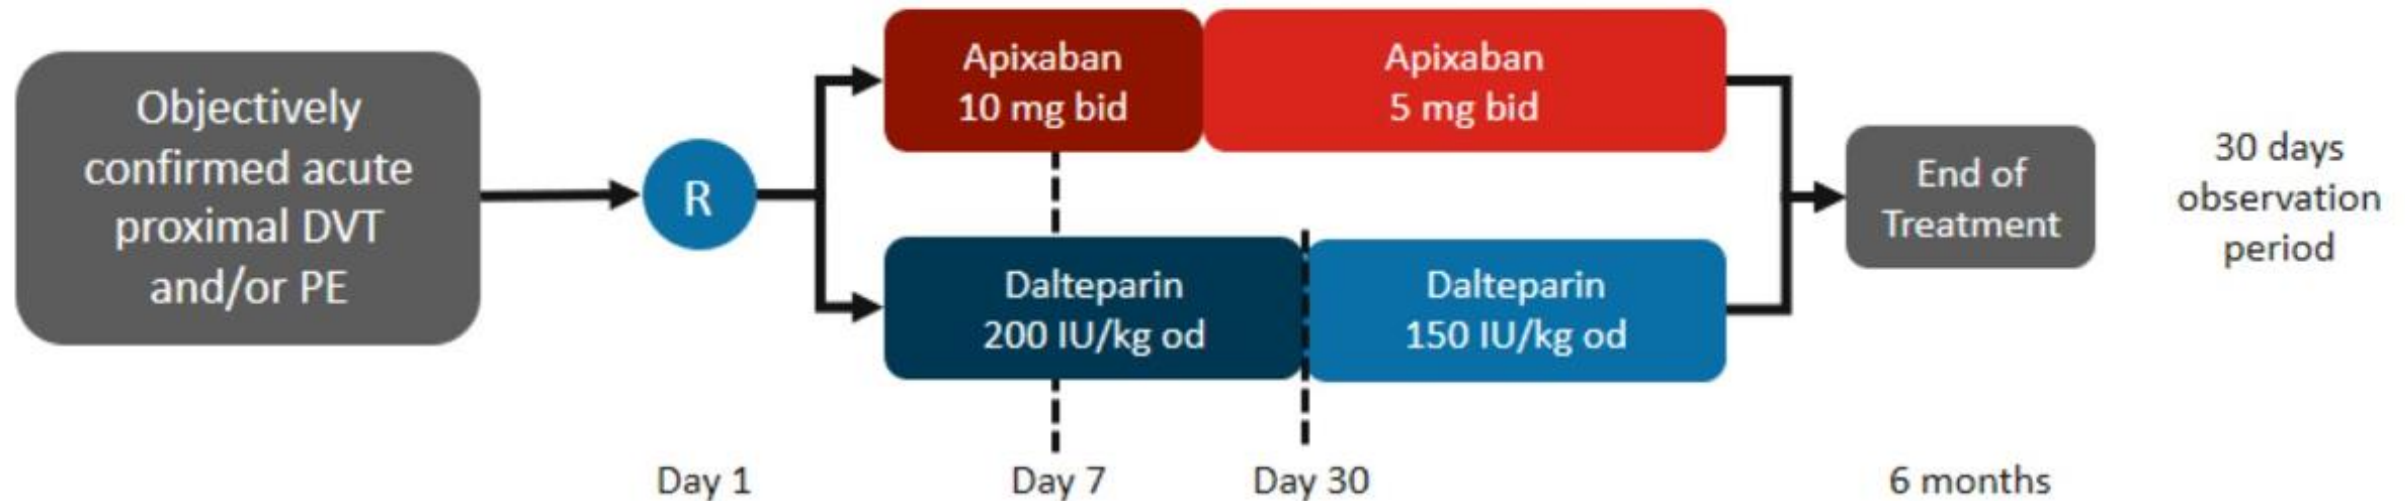 Objectively
confirmed acute
proximal DVT
and/or PE
R
Apixaban
10 mg bid
Apixaban
5 mg bid
Dalteparin
200 IU/kg od
Dalteparin
150 IU/kg od
End of
Treatment
30 days
observation
period
Day 1
Day 7
Day 30
6 months